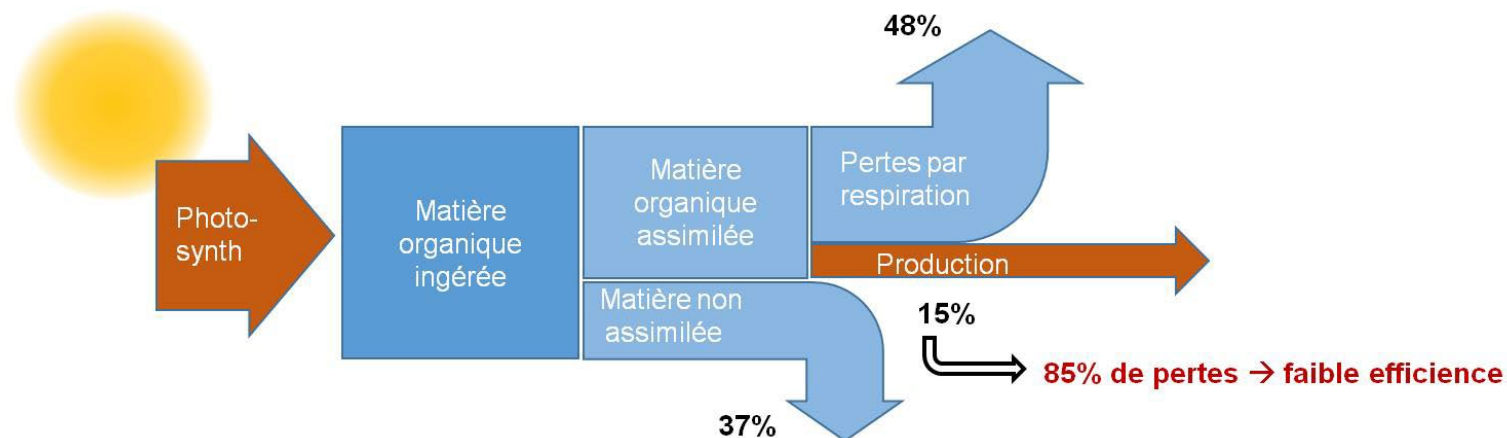 48%
Photo-
synth
Matière
organique
ingérée
Matière
organique
assimilée
Pertes par
respiration
Production
Matière non
assimilée
15%
85% de pertes → faible efficience
37%